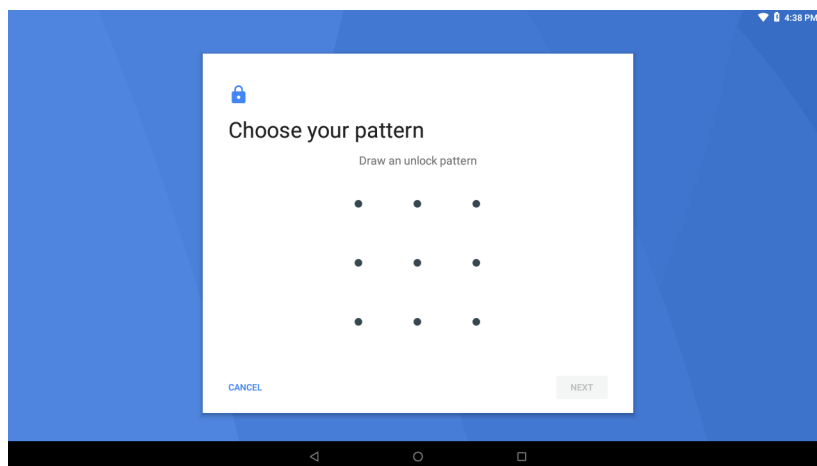 4:38 PM
Choose your pattern
Draw an unlock pattern
CANCEL
NEXT